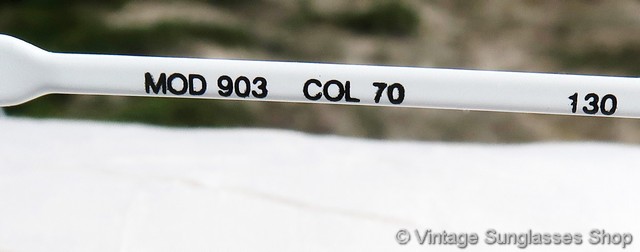 MOD 903 COL 70 130
© Vintage Sunglasses Shop